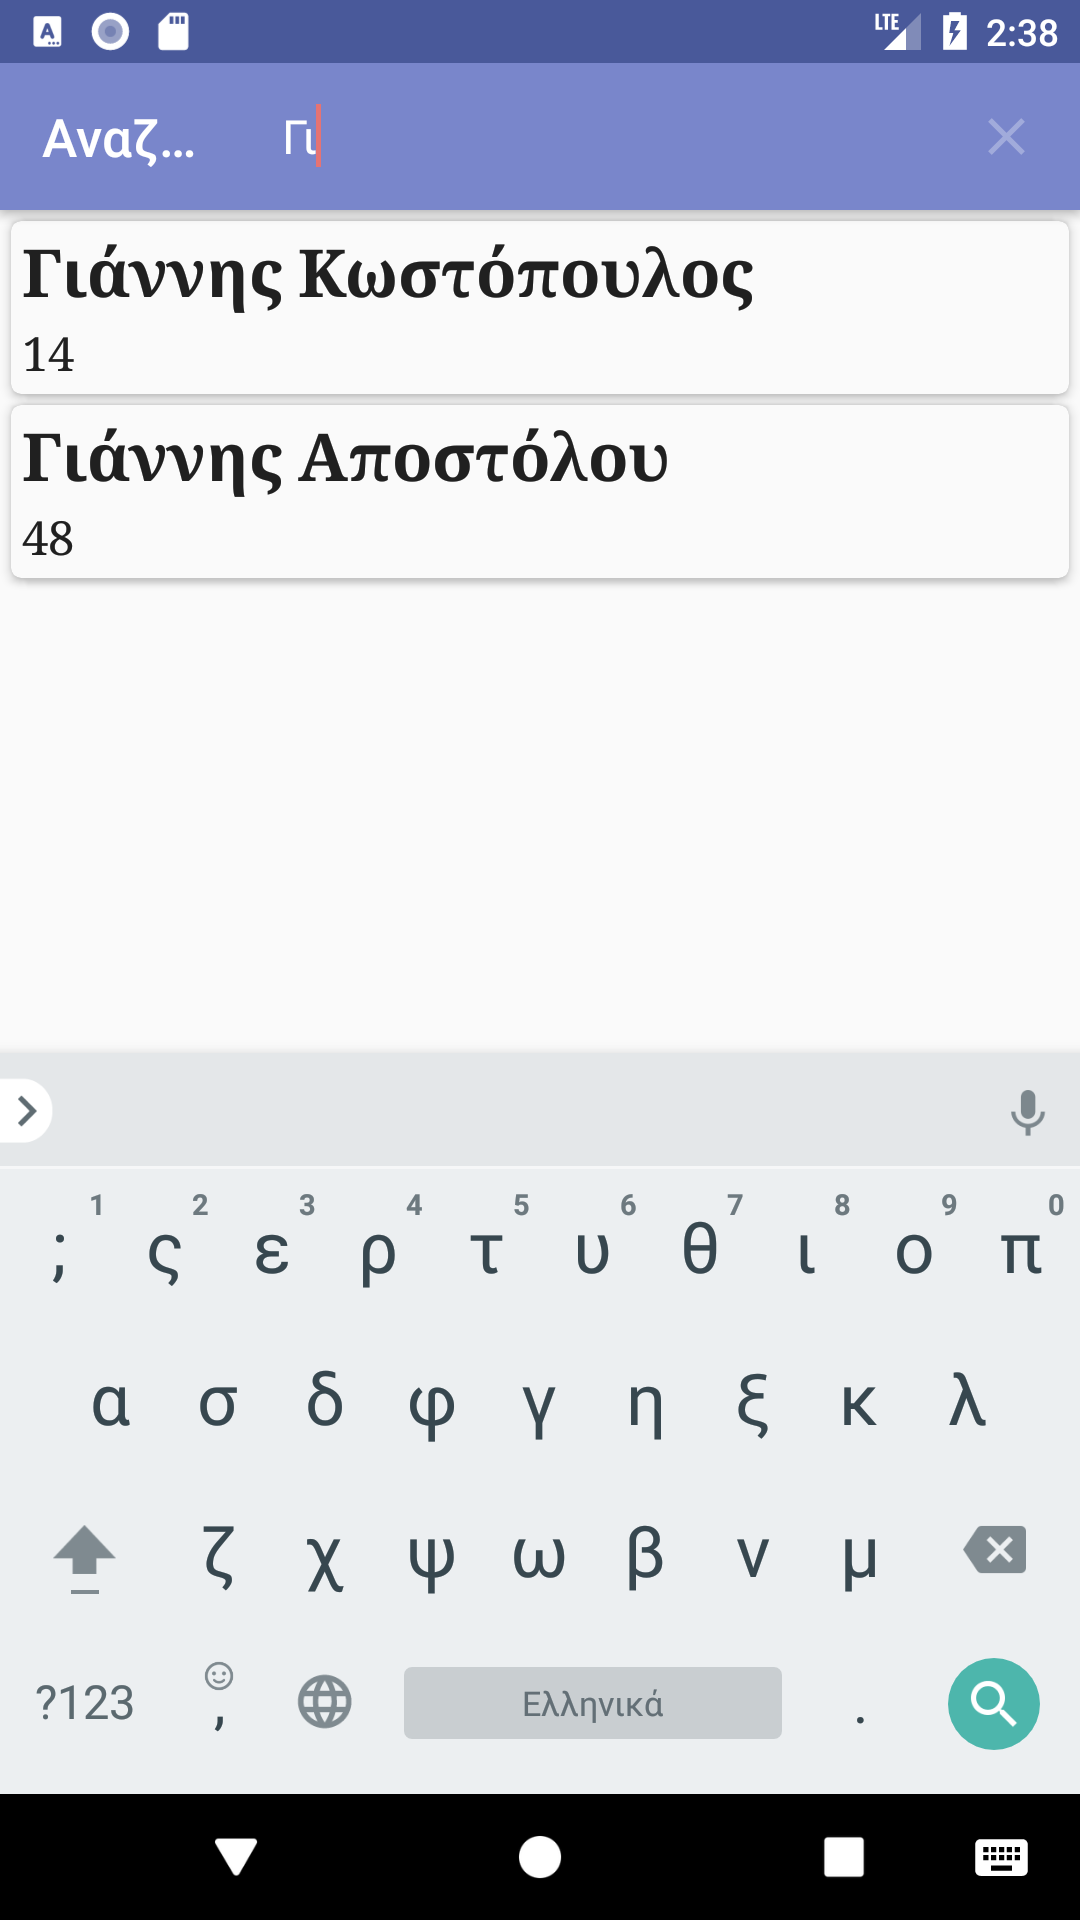 LTE 2:38
Αναζ... Γι
Γιάννης Κωστόπουλος
14
Γιάννης Αποστόλου
48
1 2 3 4 5 6 7 8 9 0
; ς ε ρ τ υ θ ι ο π
α σ δ φ γ η ξ κ λ
ζ χ ψ ω β ν μ
?123 , Ελληνικά .